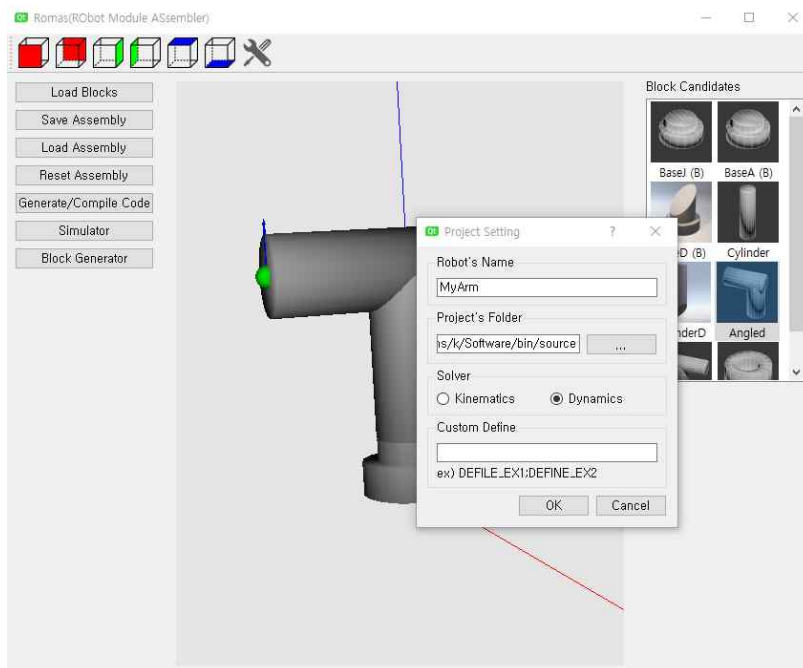 Romas(RObot Module ASsembler)
Load Blocks
Save Assembly
Load Assembly
Reset Assembly
Generate/Compile Code
Simulator
Block Generator
Block Candidates
BaseJ (B)
BaseA (B)
D (B)
Cylinder
nderD
Angled
Qt Project Setting
?
Robot's Name
MyArm
Project's Folder
ns/k/Software/bin/source
...
Solver
Kinematics
Dynamics
Custom Define
ex) DEFILE_EX1;DEFINE_EX2
OK
Cancel